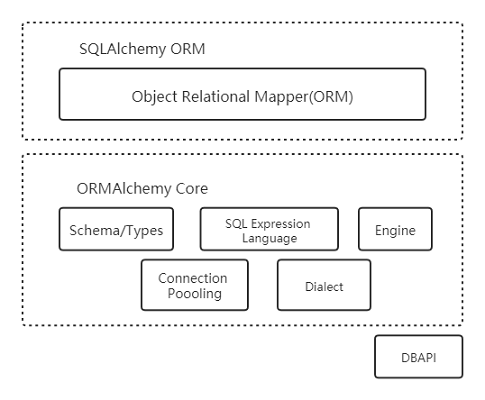 SQLAlchemy ORM
Object Relational Mapper(ORM)
ORMAlchemy Core
Schema/Types
SQL Expression
Language
Engine
Connection
Poooling
Dialect
DBAPI